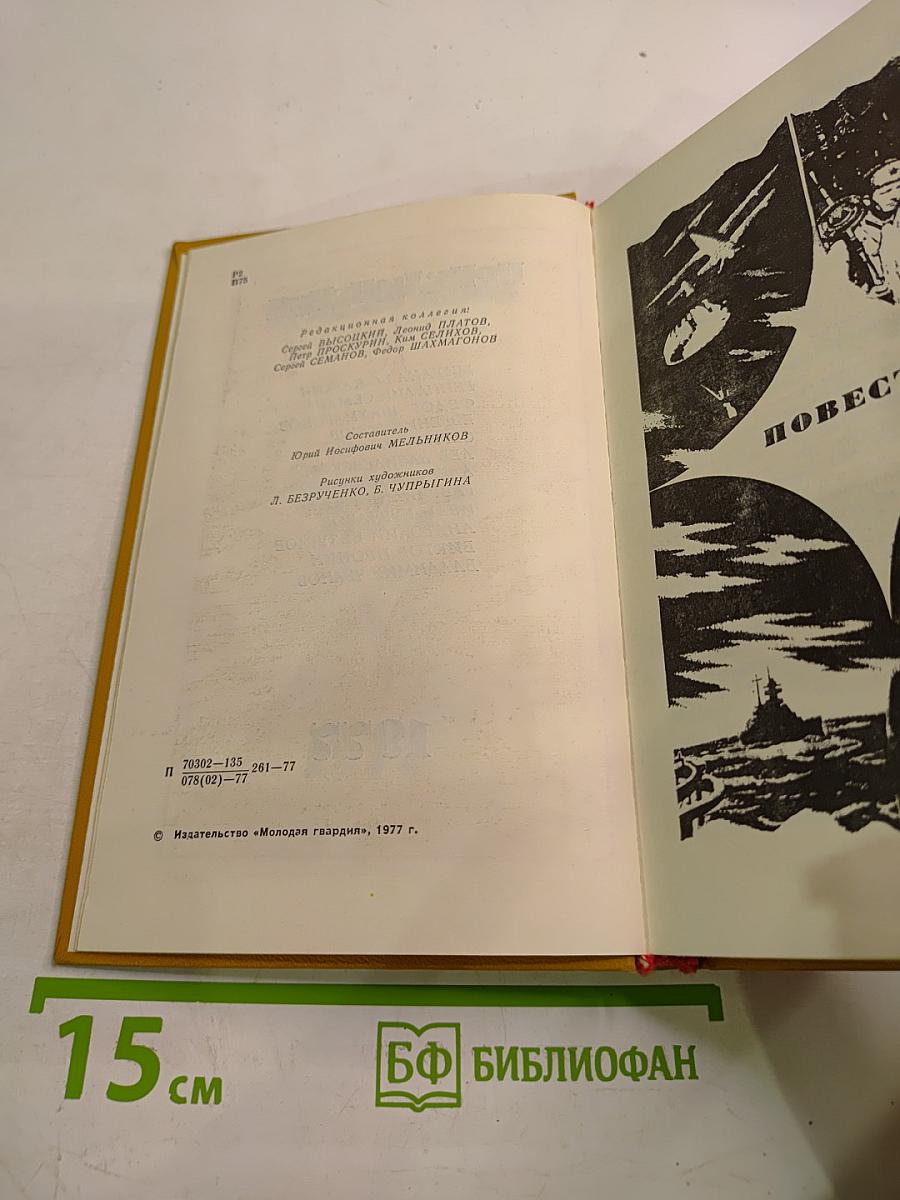 Р2
П75
Редакционная коллегия:
Сергей ВЫСОЦКИЙ, Леонид ПЛАТОВ,
Петр ПРОСКУРИН, Ким СЕЛИХОВ,
Сергей СЕМАНОВ, Федор ШАХМАГОНОВ
Составитель
Юрий Иосифович МЕЛЬНИКОВ
Рисунки художников
Л. БЕЗРУЧЕНКО, Б. ЧУПРЫГИНА
П 70302—135
078(02)—77 261—77
© Издательство «Молодая гвардия», 1977 г.
ПОВЕСТ
15 см
БФ БИБЛИОФАН